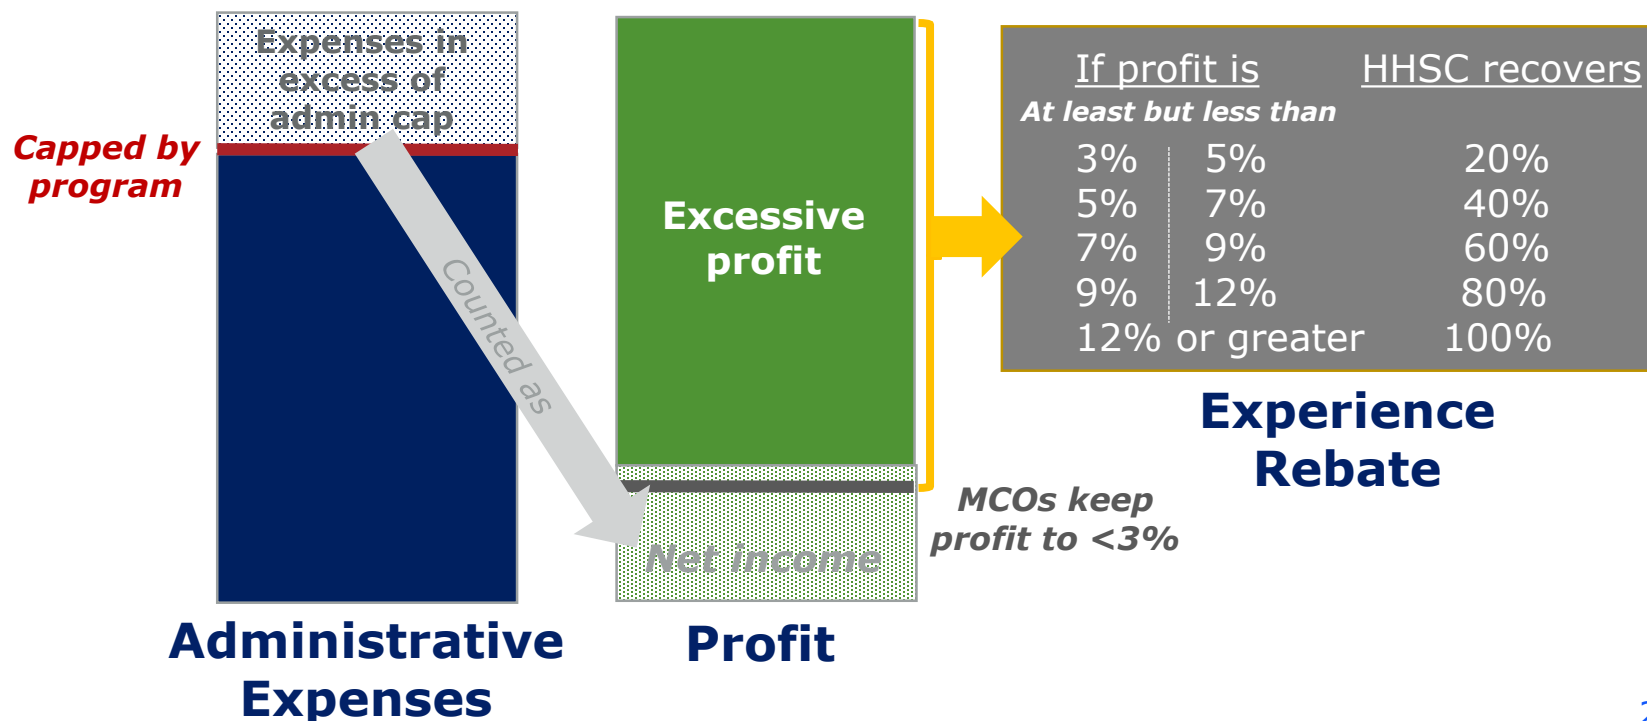 Expenses in
excess of
admin cap
Capped by
program
Counted as
Administrative
Expenses
Excessive
profit
Net income
Profit
MCOs keep
profit to <3%
If profit is HHSC recovers
At least but less than
3% 5% 20%
5% 7% 40%
7% 9% 60%
9% 12% 80%
12% or greater 100%
Experience
Rebate